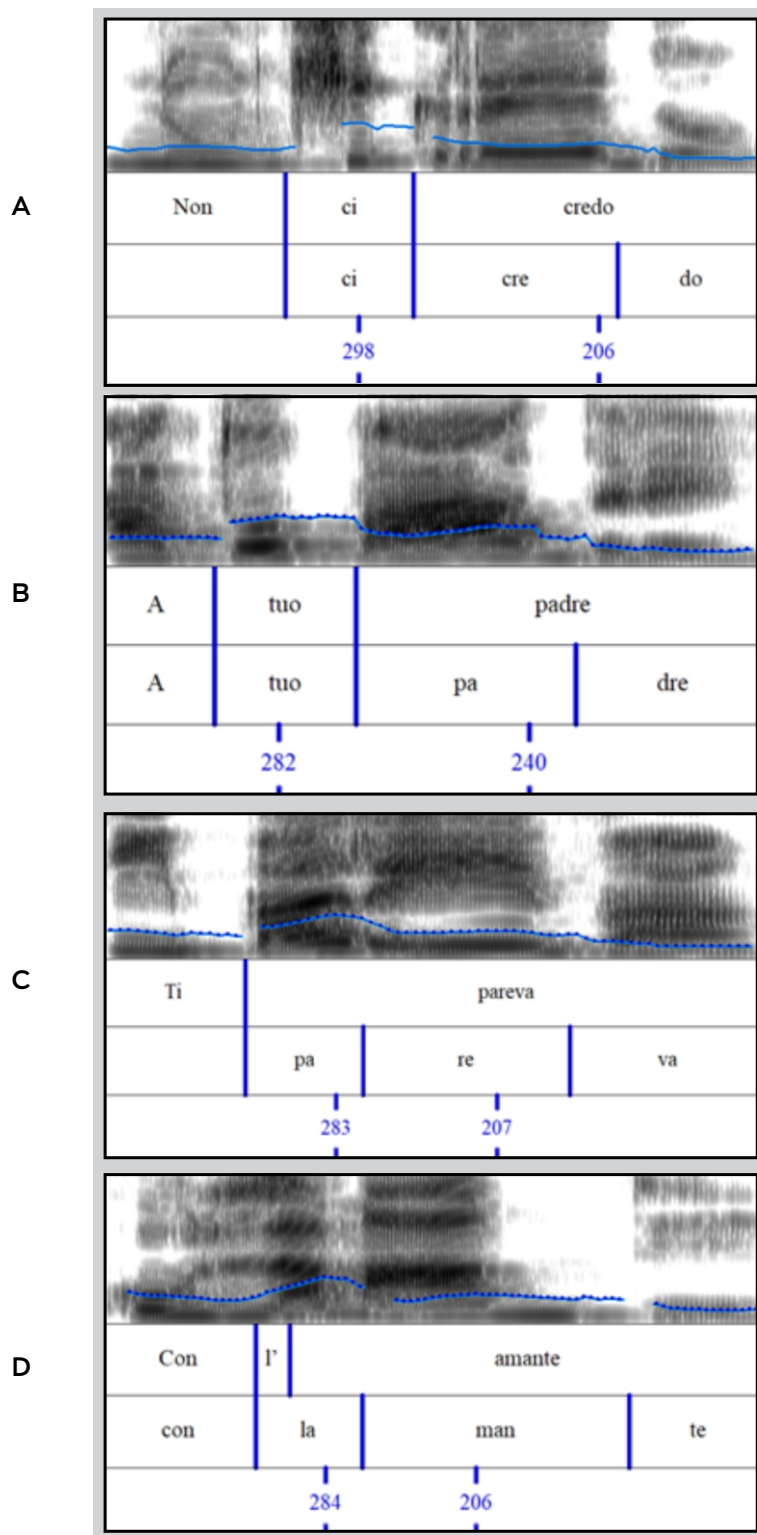 A
Non ci credo
ci cre do
298 206
B
A tuo padre
A tuo pa dre
282 240
C
Ti pareva
pa re va
283 207
D
Con l' amante
con la man te
284 206